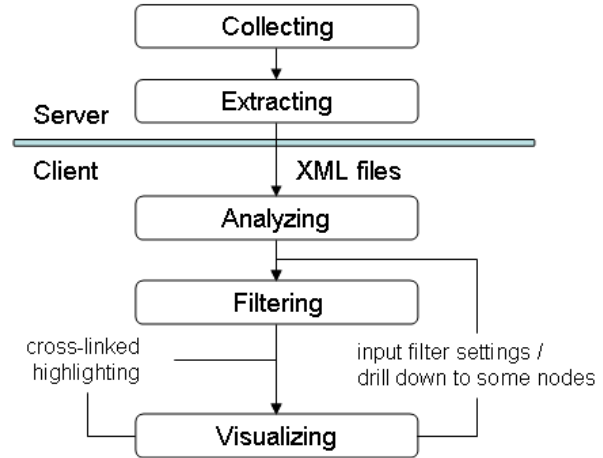 Collecting
Extracting
Server
Client
XML files
Analyzing
Filtering
cross-linked
highlighting
input filter settings /
drill down to some nodes
Visualizing